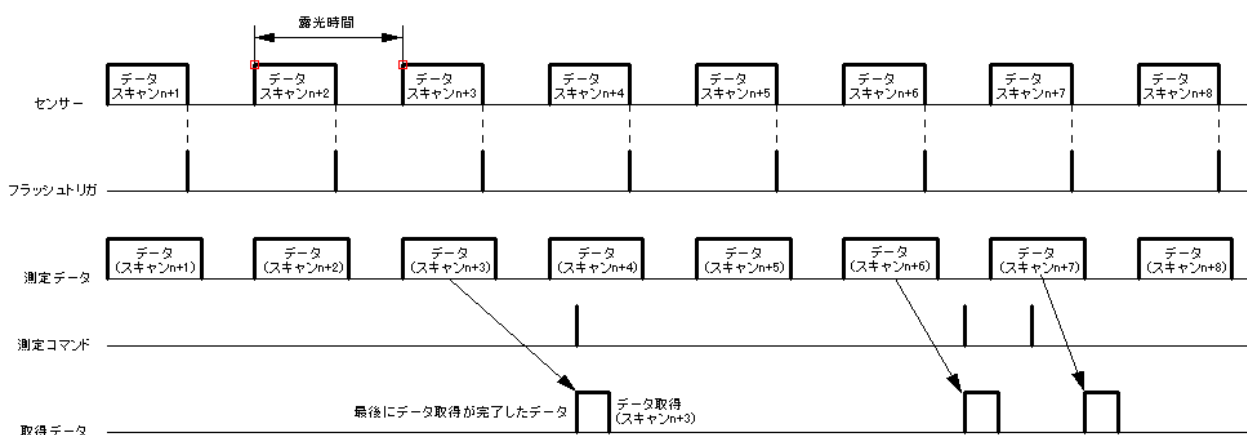 露光時間
センサー
データ
スキャンn+1
データ
スキャンn+2
データ
スキャンn+3
データ
スキャンn+4
データ
スキャンn+5
データ
スキャンn+6
データ
スキャンn+7
データ
スキャンn+8
フラッシュトリガ
測定データ
データ
(スキャンn+1)
データ
(スキャンn+2)
データ
(スキャンn+3)
データ
(スキャンn+4)
データ
(スキャンn+5)
データ
(スキャンn+6)
データ
(スキャンn+7)
データ
(スキャンn+8)
測定コマンド
最後にデータ取得が完了したデータ
データ取得
(スキャンn+3)
取得データ